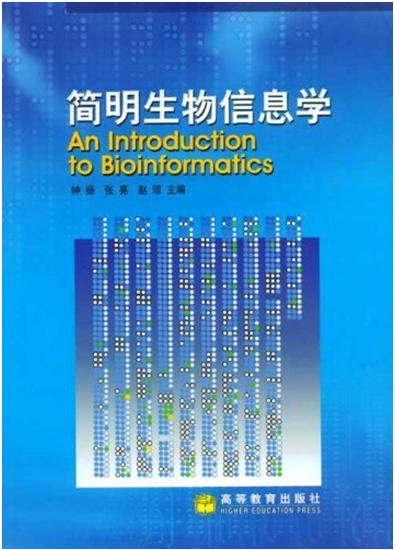 简明生物信息学
An Introduction
to Bioinformatics
钟扬 张亮 赵琼 主编
高等教育出版社
HIGHER EDUCATION PRESS